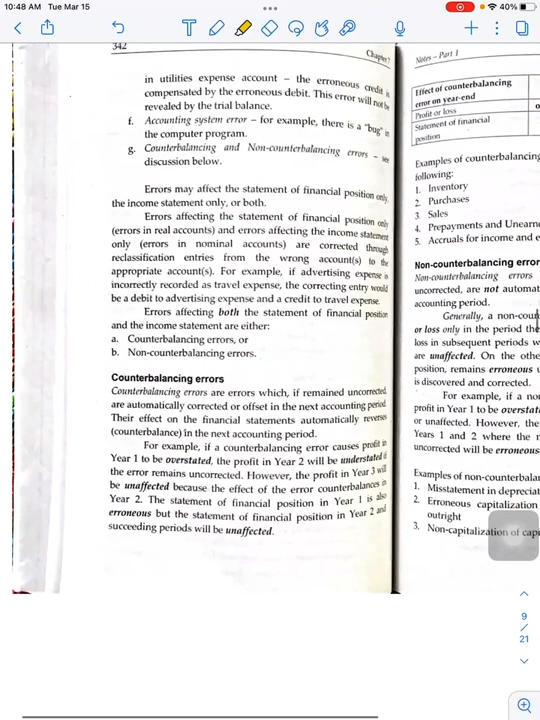 10:48 AM Tue Mar 15
40%
342
Chapter 7
in utilities expense account – the erroneous credit is
compensated by the erroneous debit. This error will not be
revealed by the trial balance.
f. Accounting system error – for example, there is a "bug" in
the computer program.
g. Counterbalancing and Non-counterbalancing errors – see
discussion below.
Errors may affect the statement of financial position only,
the income statement only, or both.
Errors affecting the statement of financial position only
(errors in real accounts) and errors affecting the income statement
only (errors in nominal accounts) are corrected through
reclassification entries from the wrong account(s) to the
appropriate account(s). For example, if advertising expense is
incorrectly recorded as travel expense, the correcting entry would
be a debit to advertising expense and a credit to travel expense.
Errors affecting both the statement of financial position
and the income statement are either:
a. Counterbalancing errors, or
b. Non-counterbalancing errors.
Counterbalancing errors
Counterbalancing errors are errors which, if remained uncorrected,
are automatically corrected or offset in the next accounting period.
Their effect on the financial statements automatically reverses
(counterbalance) in the next accounting period.
For example, if a counterbalancing error causes profit in
Year 1 to be overstated, the profit in Year 2 will be understated if
the error remains uncorrected. However, the profit in Year 3 will
be unaffected because the effect of the error counterbalances in
Year 2. The statement of financial position in Year 1 is also
erroneous but the statement of financial position in Year 2 and
succeeding periods will be unaffected.
Notes – Part 1
Effect of counterbalancing
error on year-end
Profit or loss
Statement of financial
position
Examples of counterbalancing
following:
1. Inventory
2. Purchases
3. Sales
4. Prepayments and Unearn
5. Accruals for income and e
Non-counterbalancing error
Non-counterbalancing errors
uncorrected, are not automat
accounting period.
Generally, a non-coun
or loss only in the period the
loss in subsequent periods w
are unaffected. On the othe
position, remains erroneous u
is discovered and corrected.
For example, if a non
profit in Year 1 to be overstat
or unaffected. However, the
Years 1 and 2 where the
uncorrected will be erroneous
Examples of non-counterbalan
1. Misstatement in depreciat
2. Erroneous capitalization
outright
3. Non-capitalization of capi
9
/
21